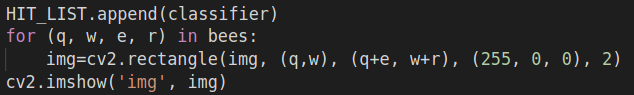 HIT_LIST.append(classifier)
for (q, w, e, r) in bees:
    img=cv2.rectangle(img, (q,w), (q+e, w+r), (255, 0, 0), 2)
cv2.imshow('img', img)